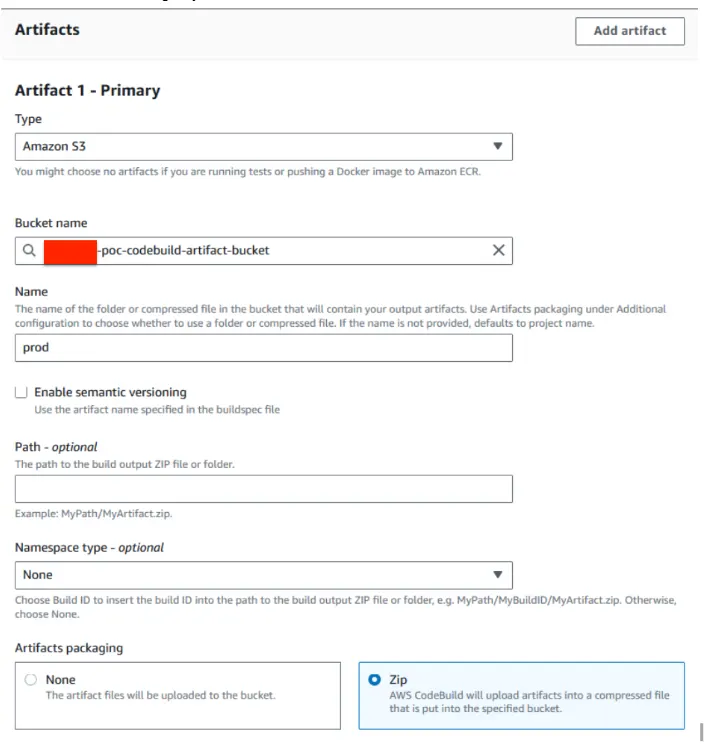 Artifacts
Add artifact
Artifact 1 - Primary
Type
Amazon S3
You might choose no artifacts if you are running tests or pushing a Docker image to Amazon ECR.
Bucket name
-poc-codebuild-artifact-bucket
Name
The name of the folder or compressed file in the bucket that will contain your output artifacts. Use Artifacts packaging under Additional
configuration to choose whether to use a folder or compressed file. If the name is not provided, defaults to project name.
prod
Enable semantic versioning
Use the artifact name specified in the buildspec file
Path - optional
The path to the build output ZIP file or folder.
Example: MyPath/MyArtifact.zip.
Namespace type - optional
None
Choose Build ID to insert the build ID into the path to the build output ZIP file or folder, e.g. MyPath/MyBuildID/MyArtifact.zip. Otherwise,
choose None.
Artifacts packaging
None
The artifact files will be uploaded to the bucket.
Zip
AWS CodeBuild will upload artifacts into a compressed file
that is put into the specified bucket.